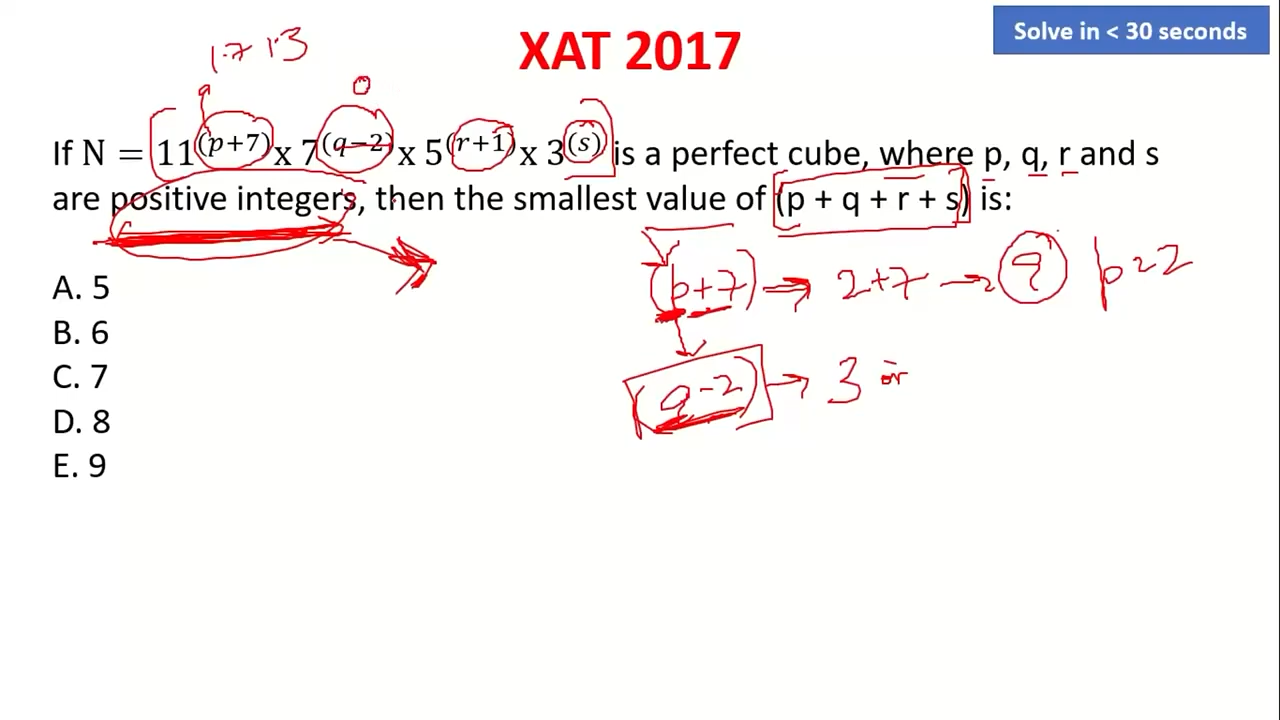 XAT 2017
Solve in < 30 seconds
1.7 1.3
9
0
If N = 11^(p+7) x 7^(q−2) x 5^(r+1) x 3^(s) is a perfect cube, where p, q, r and s
are positive integers, then the smallest value of (p + q + r + s) is:
(p+7) → 2+7 → 9 p=2
(q-2) → 3 or
A. 5
B. 6
C. 7
D. 8
E. 9